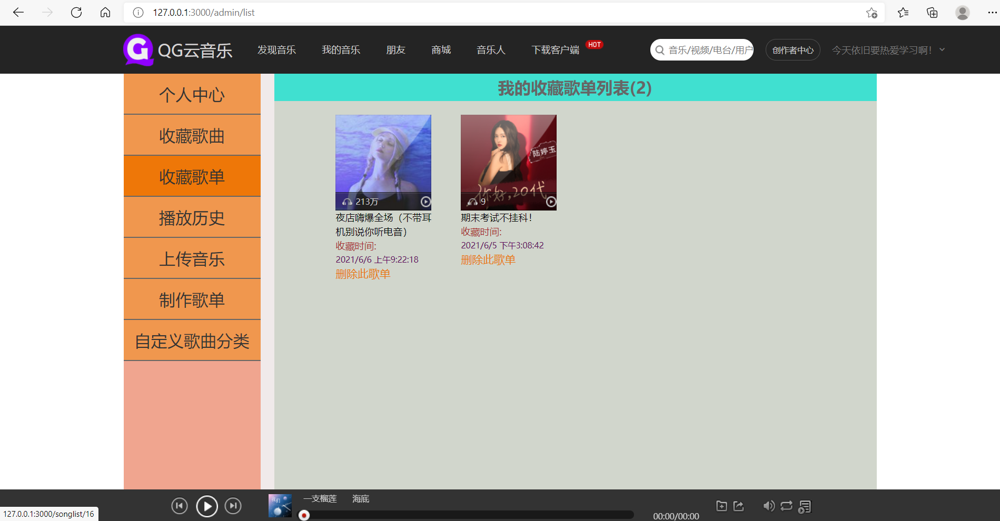 127.0.0.1:3000/admin/list
QG云音乐
发现音乐
我的音乐
朋友
商城
音乐人
下载客户端
HOT
音乐/视频/电台/用户
创作者中心
今天依旧要热爱学习啊！
个人中心
收藏歌曲
收藏歌单
播放历史
上传音乐
制作歌单
自定义歌曲分类
我的收藏歌单列表(2)
213万
夜店嗨爆全场（不带耳
机别说你听电音）
收藏时间:
2021/6/6 上午9:22:18
删除此歌单
陆婷玉
你好,20代
9
期末考试不挂科！
收藏时间:
2021/6/5 下午3:08:42
删除此歌单
一支榴莲 海底
00:00/00:00
127.0.0.1:3000/songlist/16